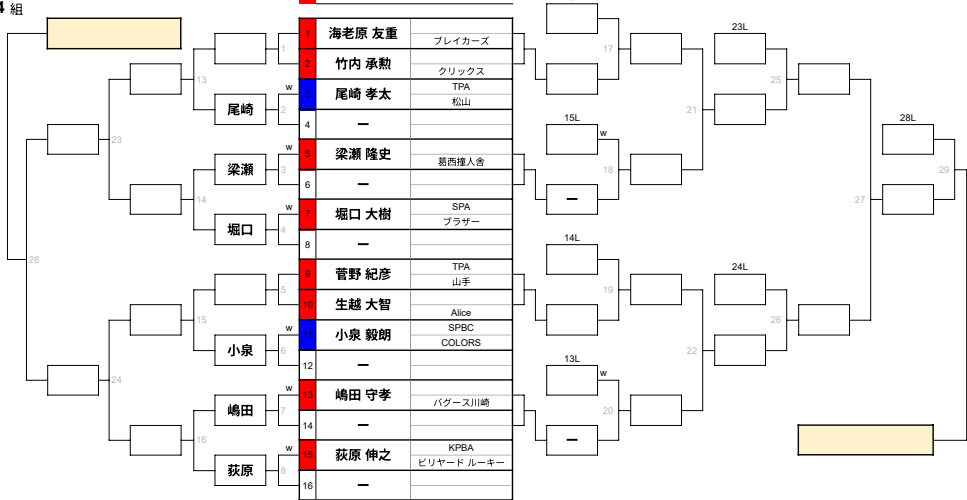 4 組
1 海老原 友重 ブレイカーズ 17 23L
2 竹内 承勲 クリックス 1 13 25
w 3 尾崎 孝太 TPA 松山 尾崎 2 21
4 ー 15L w 28L
23
w 5 梁瀬 隆史 葛西撞人舎 梁瀬 3 18 29
6 ー ー 27
14
w 7 堀口 大樹 SPA ブラザー 堀口 4
8 ー 14L
28
9 菅野 紀彦 TPA 山手 24L
10 生越 大智 Alice 5 19
15 26
w 11 小泉 毅朗 SPBC COLORS 小泉 6 22
12 ー 13L w
24
w 13 嶋田 守孝 バグース川崎 嶋田 7 20
14 ー ー
16
w 15 荻原 伸之 KPBA ビリヤード ルーキー 荻原 8
16 ー